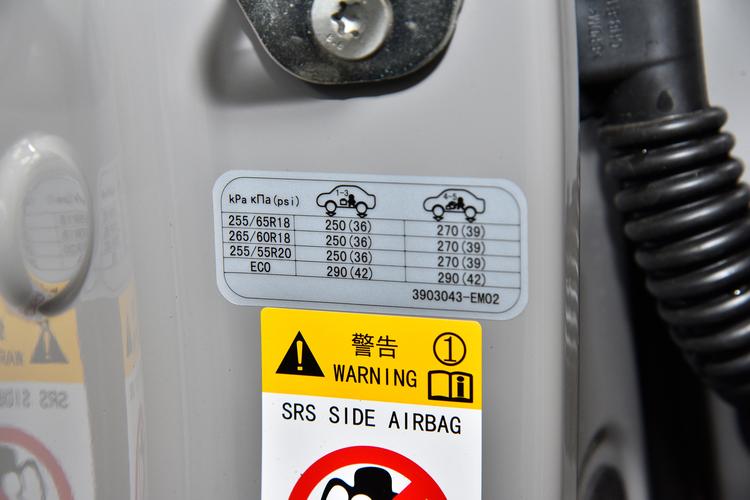 kPa кПа(psi) 1-3 4-5
255/65R18 250(36) 270(39)
265/60R18 250(36) 270(39)
255/55R20 250(36) 270(39)
ECO 290(42) 290(42)
3903043-EM02
警告 1
WARNING i
SRS SIDE AIRBAG